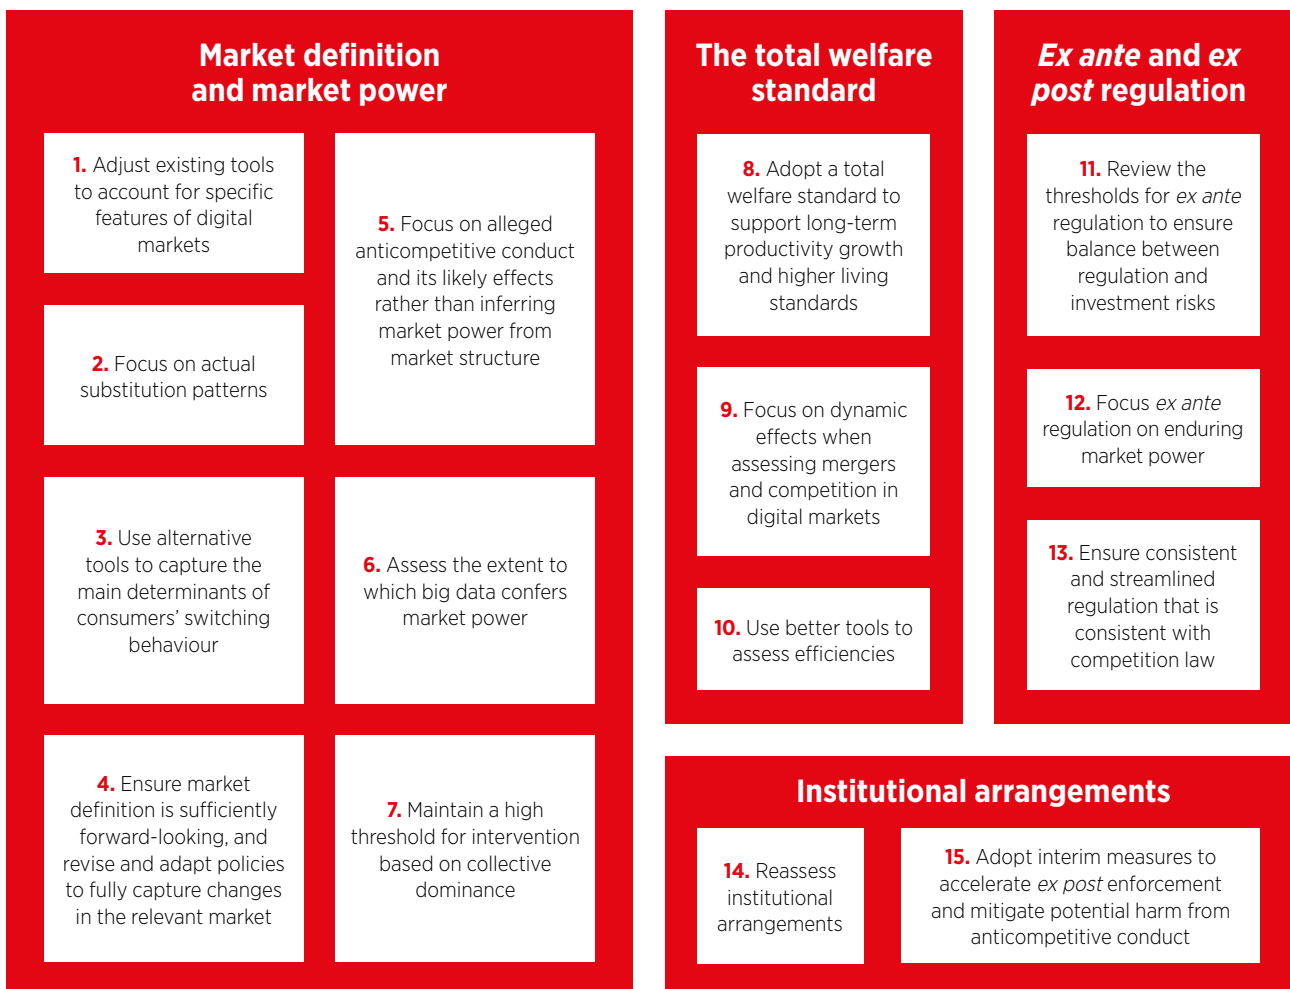 Market definition
and market power
1. Adjust existing tools
to account for specific
features of digital
markets
2. Focus on actual
substitution patterns
3. Use alternative
tools to capture the
main determinants of
consumers’ switching
behaviour
4. Ensure market
definition is sufficiently
forward-looking, and
revise and adapt policies
to fully capture changes
in the relevant market
5. Focus on alleged
anticompetitive conduct
and its likely effects
rather than inferring
market power from
market structure
6. Assess the extent to
which big data confers
market power
7. Maintain a high
threshold for intervention
based on collective
dominance
The total welfare
standard
8. Adopt a total
welfare standard to
support long-term
productivity growth
and higher living
standards
9. Focus on dynamic
effects when
assessing mergers
and competition in
digital markets
10. Use better tools to
assess efficiencies
Ex ante and ex
post regulation
11. Review the
thresholds for ex ante
regulation to ensure
balance between
regulation and
investment risks
12. Focus ex ante
regulation on enduring
market power
13. Ensure consistent
and streamlined
regulation that is
consistent with
competition law
Institutional arrangements
14. Reassess
institutional
arrangements
15. Adopt interim measures to
accelerate ex post enforcement
and mitigate potential harm from
anticompetitive conduct